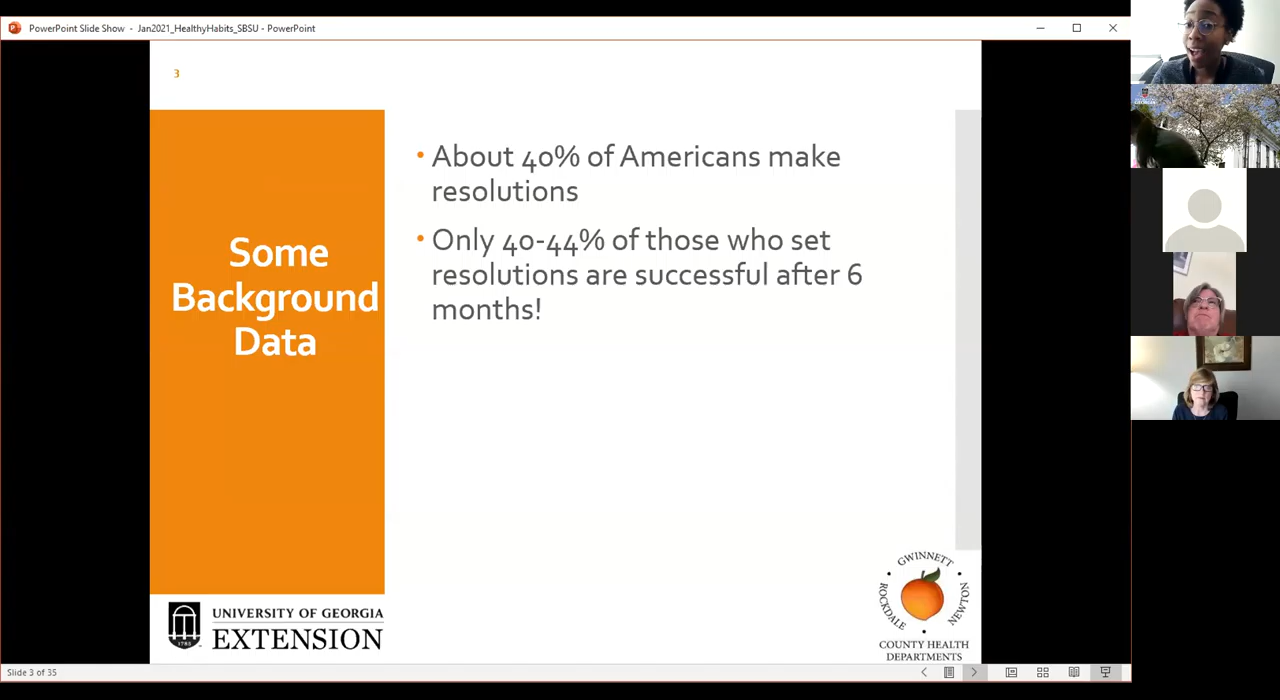 PowerPoint Slide Show - Jan2021_HealthyHabits_SBSU - PowerPoint
3
Some
Background
Data
• About 40% of Americans make
resolutions
• Only 40-44% of those who set
resolutions are successful after 6
months!
1785
UNIVERSITY OF GEORGIA
EXTENSION
GWINNETT
ROCKDALE
NEWTON
COUNTY HEALTH
DEPARTMENTS
Slide 3 of 35
GEORGIA